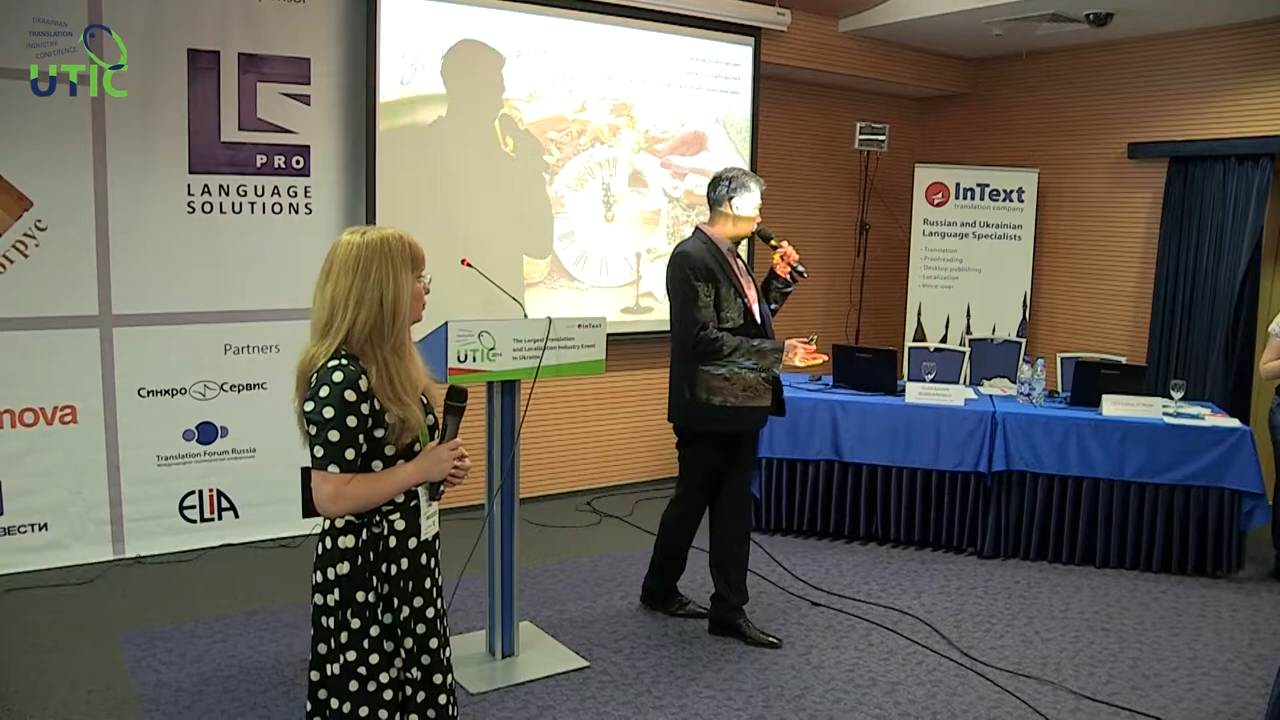 UKRAINIAN
TRANSLATION
INDUSTRY
CONFERENCE
UTIC
PRO
LANGUAGE
SOLUTIONS
Partners
СинхроСервис
nova
Translation Forum Russia
ELIA
ВЕСТИ
InText
UTIC
2014
The Largest Translation
and Localization Industry Event
in Ukraine
InText
translation company
Russian and Ukrainian
Language Specialists
- Translation
- Proofreading
- Desktop publishing
- Localization
- Voice-over